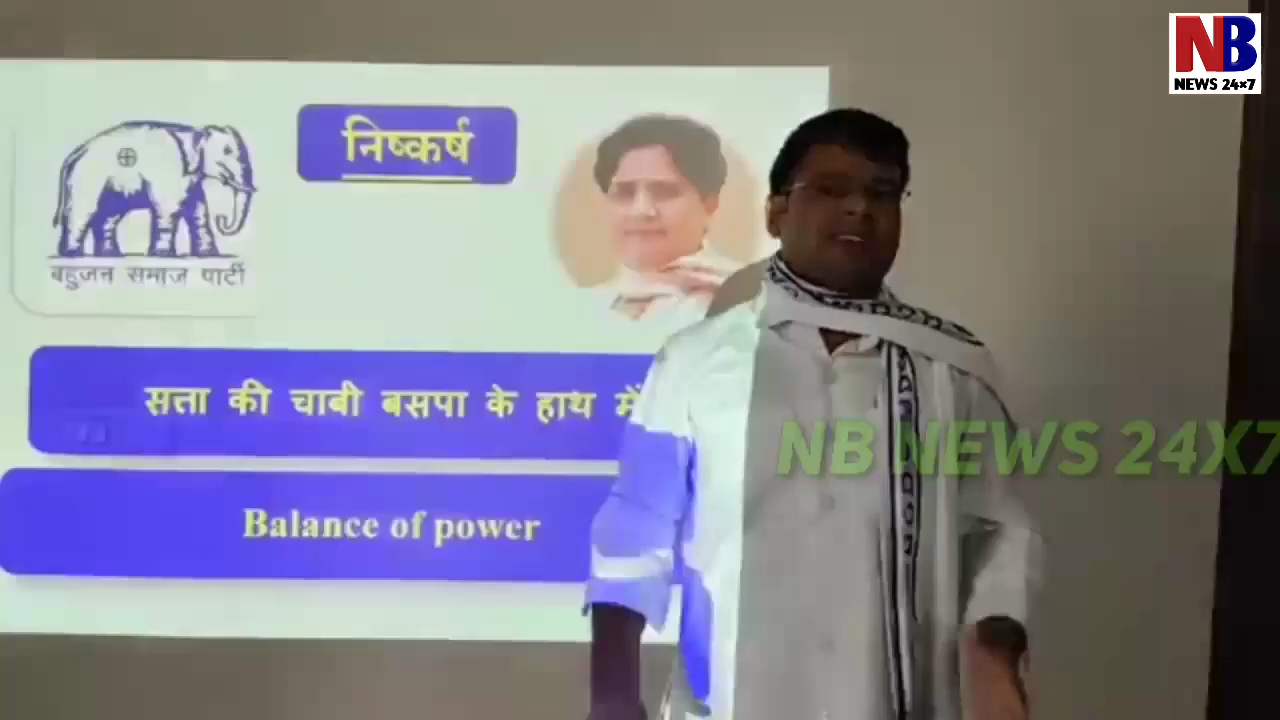 NB
NEWS 24×7
निष्कर्ष
बहुजन समाज पार्टी
सत्ता की चाबी बसपा के हाथ में
NB NEWS 24X7
Balance of power